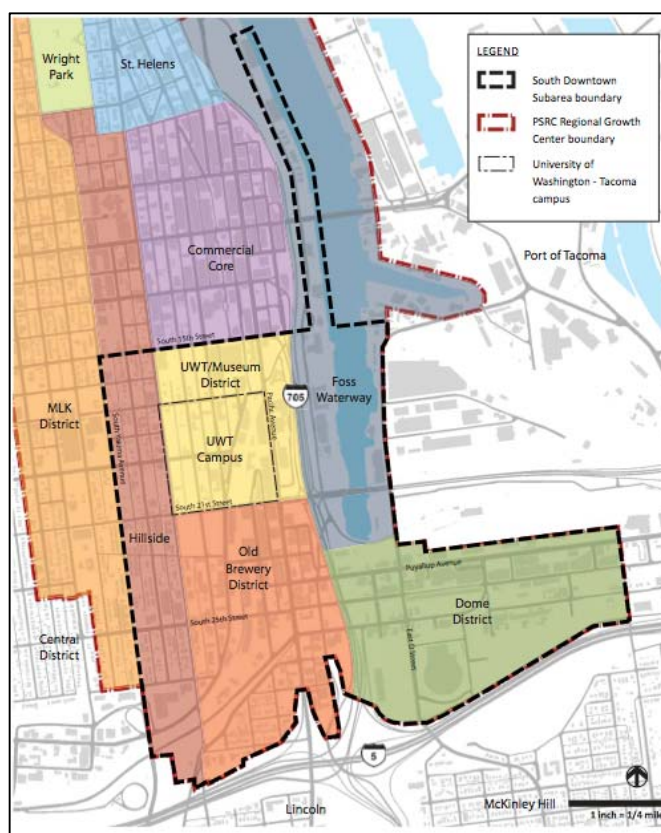 Wright
Park
St. Helens
LEGEND
South Downtown
Subarea boundary
PSRC Regional Growth
Center boundary
University of
Washington - Tacoma
campus
Commercial
Core
Port of Tacoma
South 15th Street
UWT/Museum
District
705
Foss
Waterway
Pacific Avenue
MLK
District
South Yakima Avenue
UWT
Campus
South 21st Street
Hillside
Old
Brewery
District
Puyallup Avenue
Dome
District
South 25th Street
East D Street
Central
District
5
Lincoln
McKinley Hill
1 inch = 1/4 mile